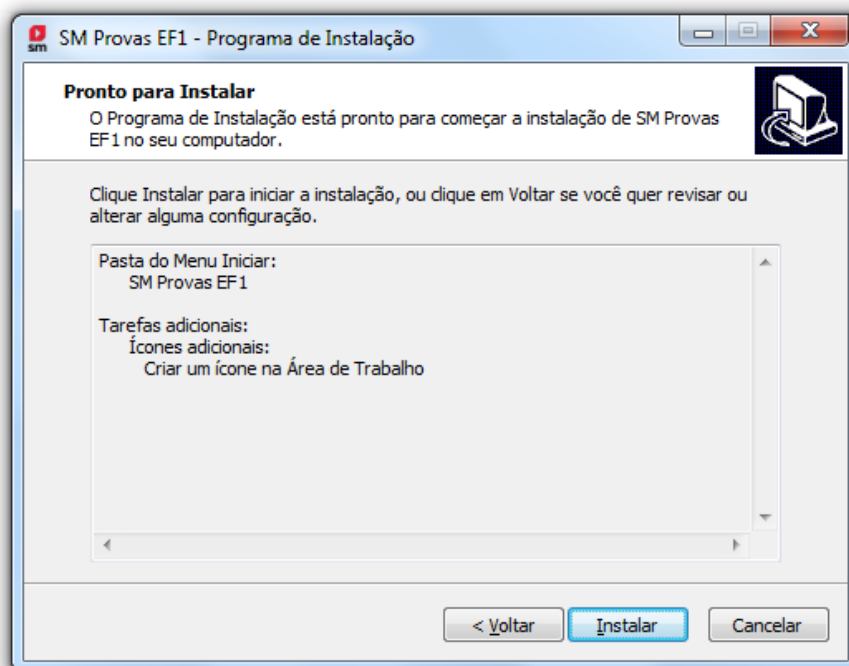 sm
SM Provas EF1 - Programa de Instalação
Pronto para Instalar
O Programa de Instalação está pronto para começar a instalação de SM Provas
EF1 no seu computador.
Clique Instalar para iniciar a instalação, ou clique em Voltar se você quer revisar ou
alterar alguma configuração.
Pasta do Menu Iniciar:
SM Provas EF1
Tarefas adicionais:
Ícones adicionais:
Criar um ícone na Área de Trabalho
< Voltar
Instalar
Cancelar